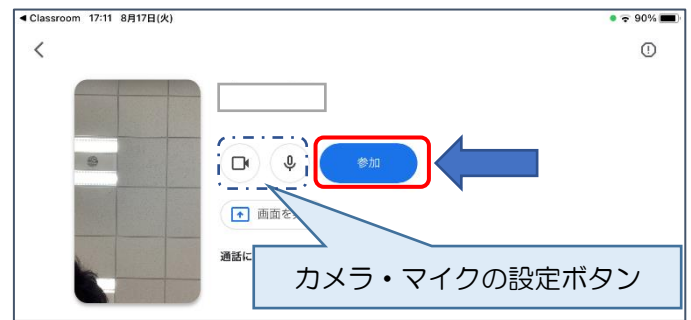 Classroom 17:11 8月17日(火) 90%
参加
画面を
通話に
カメラ・マイクの設定ボタン